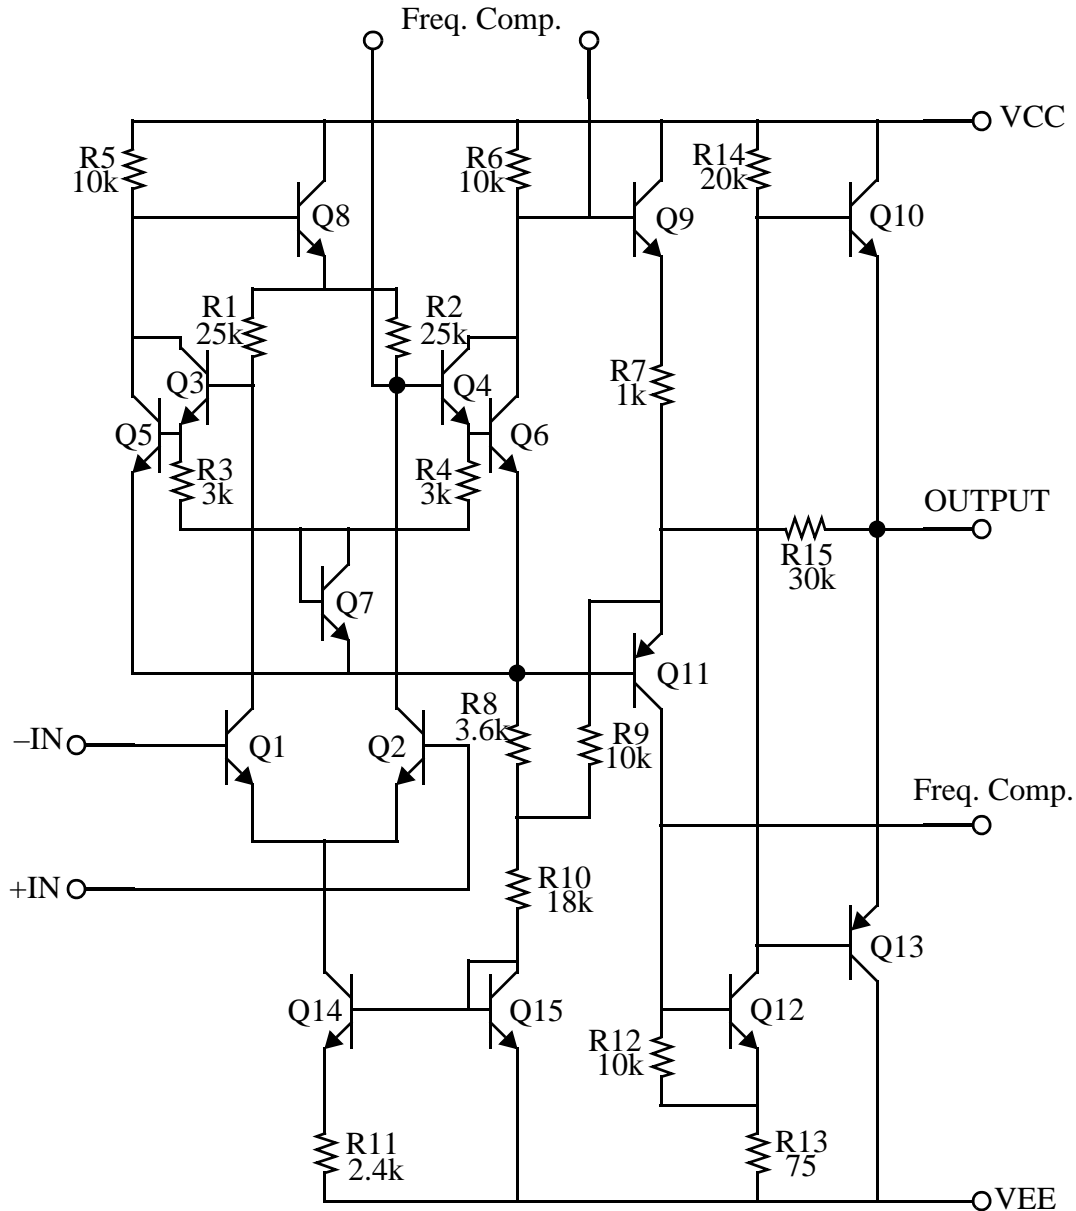 Freq. Comp.
VCC
R5
10k
R6
10k
R14
20k
Q8
Q9
Q10
R1
25k
R2
25k
R7
1k
Q3
Q4
Q5
Q6
R3
3k
R4
3k
OUTPUT
R15
30k
Q7
Q11
R8
3.6k
R9
10k
–IN
Q1
Q2
Freq. Comp.
+IN
R10
18k
Q13
Q14
Q15
Q12
R12
10k
R11
2.4k
R13
75
VEE